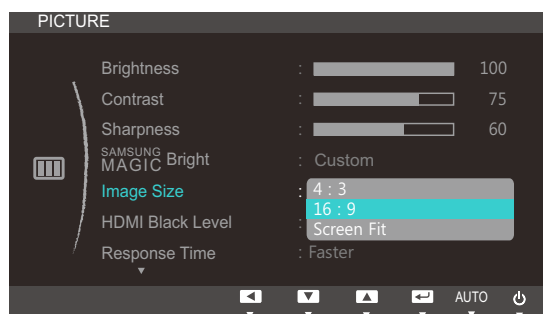 PICTURE
Brightness : 100
Contrast : 75
Sharpness : 60
SAMSUNG
MAGIC Bright : Custom
Image Size : 4 : 3
16 : 9
HDMI Black Level :
Screen Fit
Response Time : Faster
AUTO